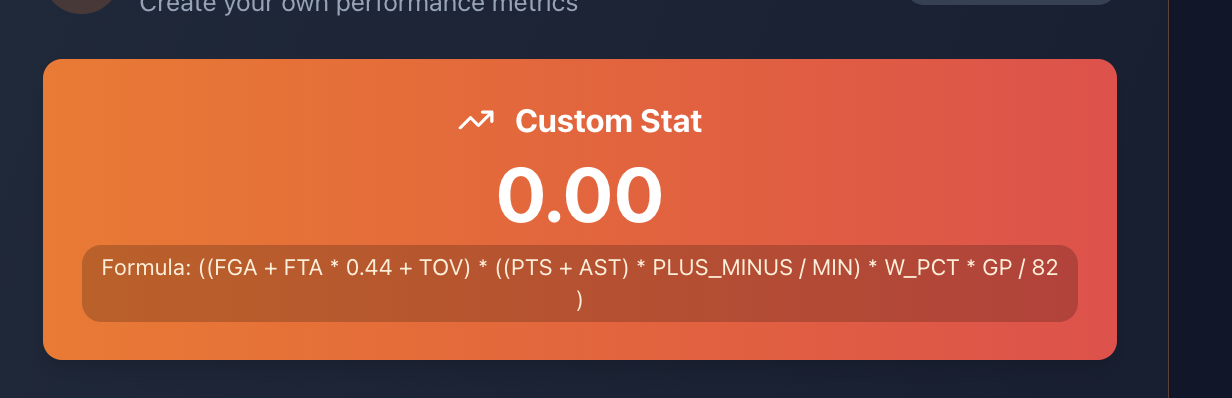 Create your own performance metrics
Custom Stat
0.00
Formula: ((FGA + FTA * 0.44 + TOV) * ((PTS + AST) * PLUS_MINUS / MIN) * W_PCT * GP / 82
)